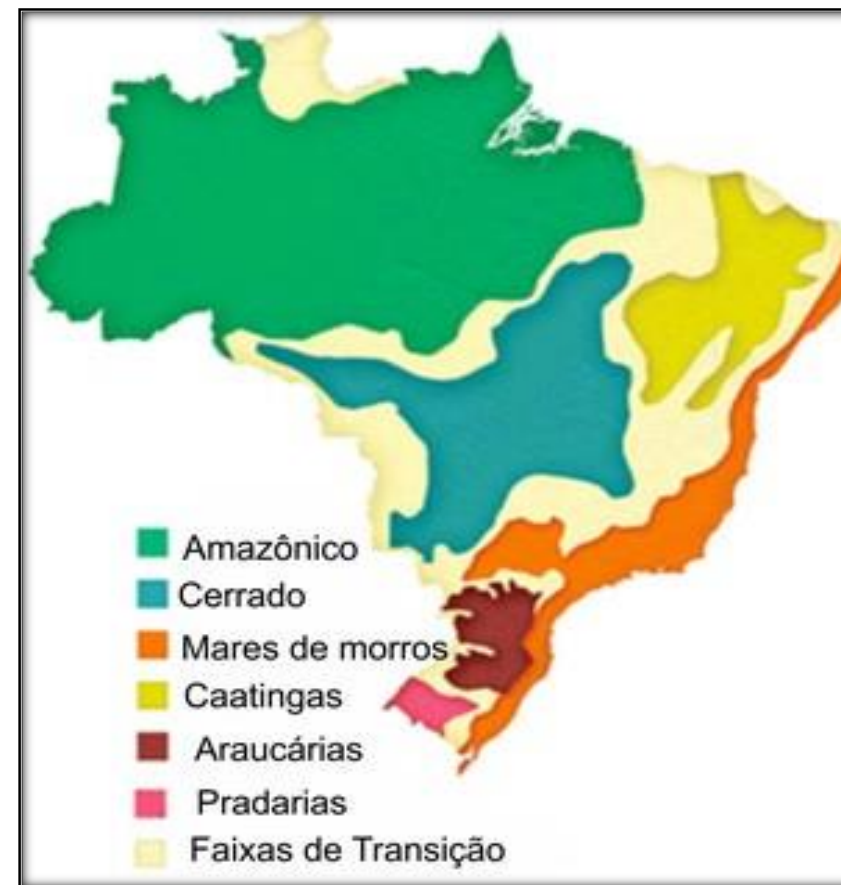 Amazônico
Cerrado
Mares de morros
Caatingas
Araucárias
Pradarias
Faixas de Transição